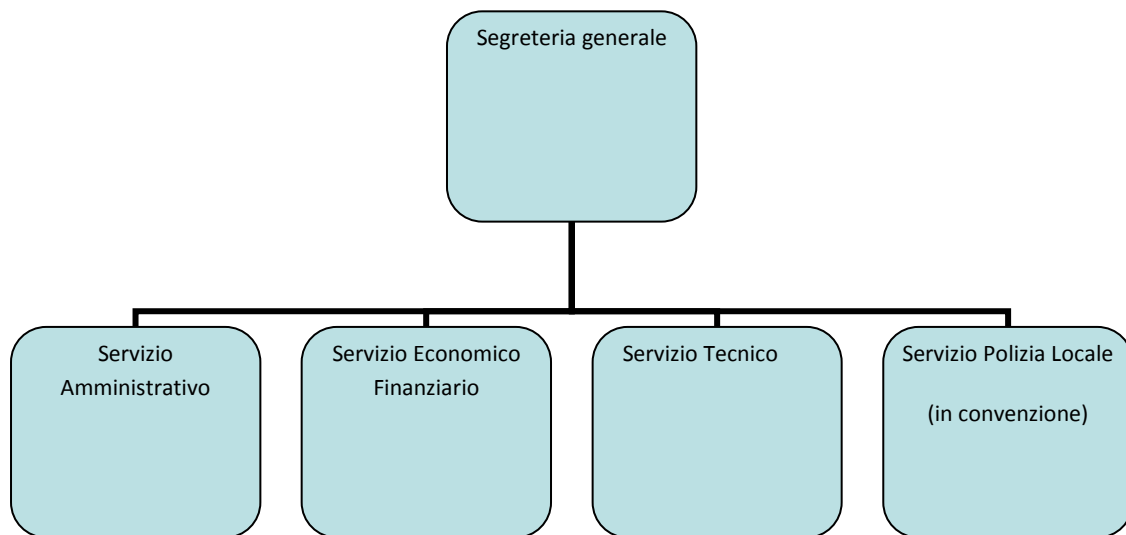 Segreteria generale
Servizio
Amministrativo
Servizio Economico
Finanziario
Servizio Tecnico
Servizio Polizia Locale
(in convenzione)